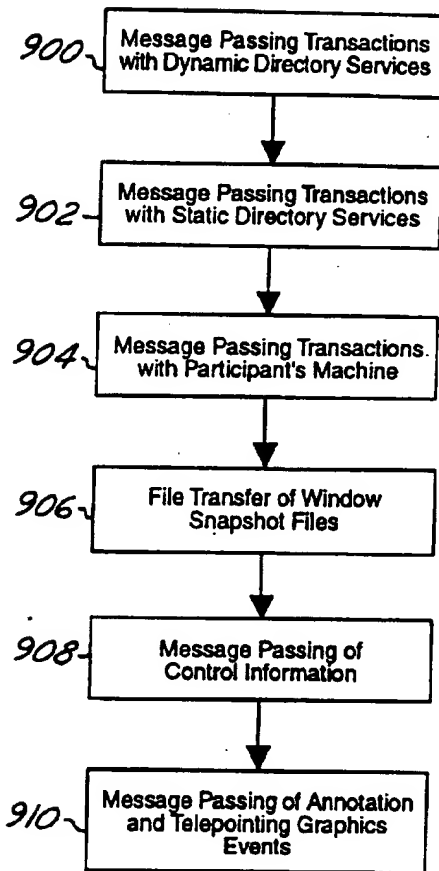 900
Message Passing Transactions
with Dynamic Directory Services
902
Message Passing Transactions
with Static Directory Services
904
Message Passing Transactions
with Participant's Machine
906
File Transfer of Window
Snapshot Files
908
Message Passing of
Control Information
910
Message Passing of Annotation
and Telepointing Graphics
Events